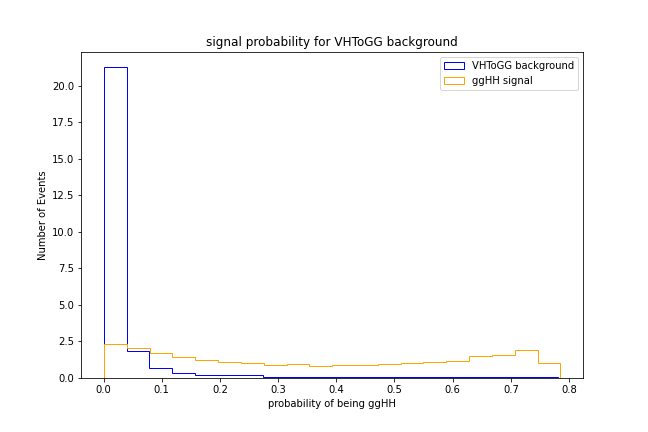 signal probability for VHToGG background
VHToGG background
ggHH signal
Number of Events
20.0
17.5
15.0
12.5
10.0
7.5
5.0
2.5
0.0
0.0 0.1 0.2 0.3 0.4 0.5 0.6 0.7 0.8
probability of being ggHH